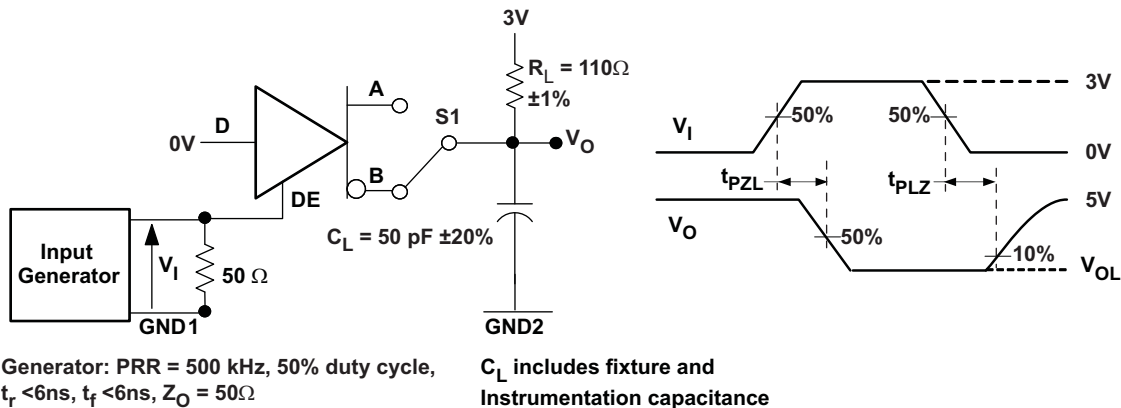 3V
R_L = 110Ω
±1%
A
S1
D
0V
V_O
B
DE
C_L = 50 pF ±20%
Input
Generator
V_I
50 Ω
GND1
GND2
3V
50%
50%
V_I
0V
t_PZL
t_PLZ
5V
V_O
50%
10%
V_OL
Generator: PRR = 500 kHz, 50% duty cycle,
t_r <6ns, t_f <6ns, Z_O = 50Ω
C_L includes fixture and
Instrumentation capacitance